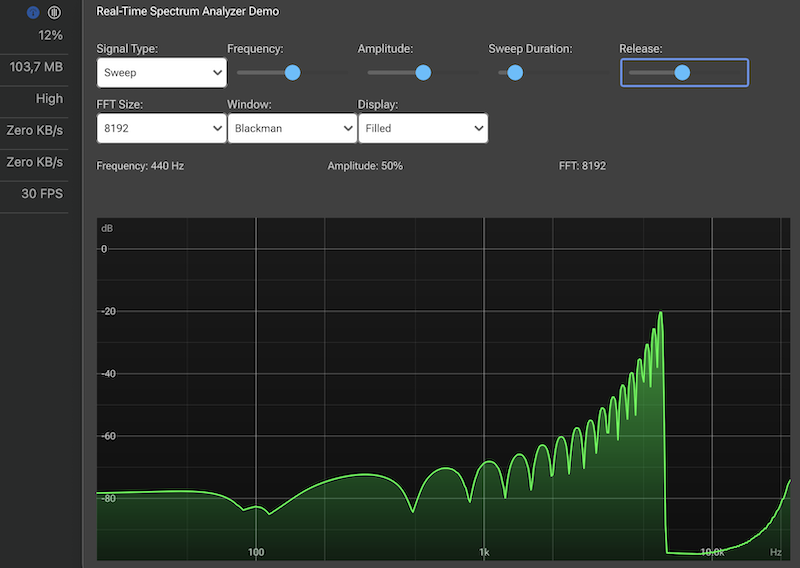 Real-Time Spectrum Analyzer Demo
12%
103,7 MB
High
Zero KB/s
Zero KB/s
30 FPS
Signal Type: Frequency: Amplitude: Sweep Duration: Release:
Sweep
FFT Size: Window: Display:
8192 Blackman Filled
Frequency: 440 Hz Amplitude: 50% FFT: 8192
dB
0
-20
-40
-60
-80
100 1k 10.0k Hz